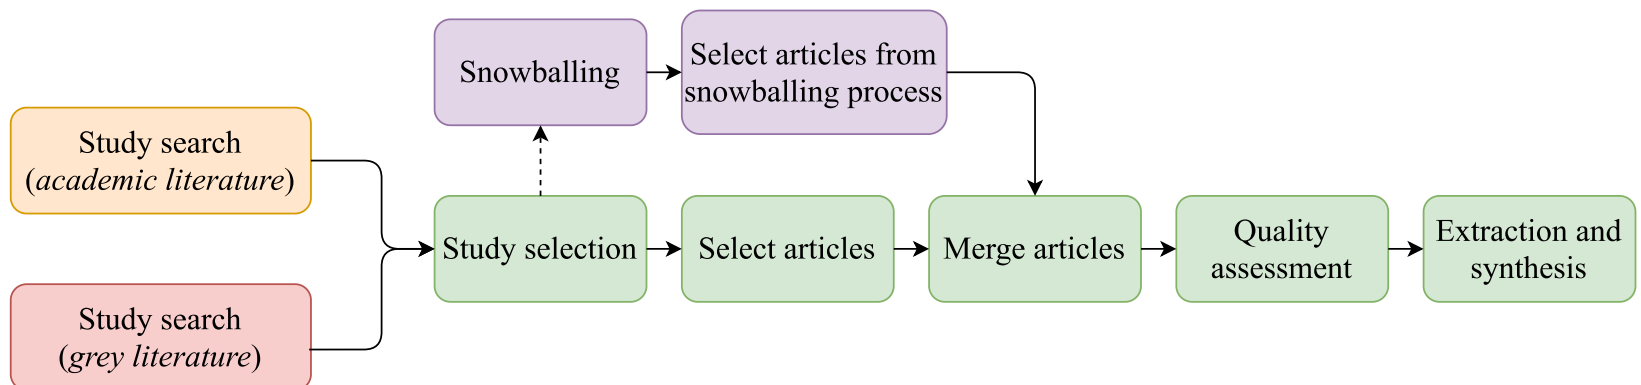 Snowballing
Select articles from
snowballing process
Study search
(academic literature)
Study selection
Select articles
Merge articles
Quality
assessment
Extraction and
synthesis
Study search
(grey literature)